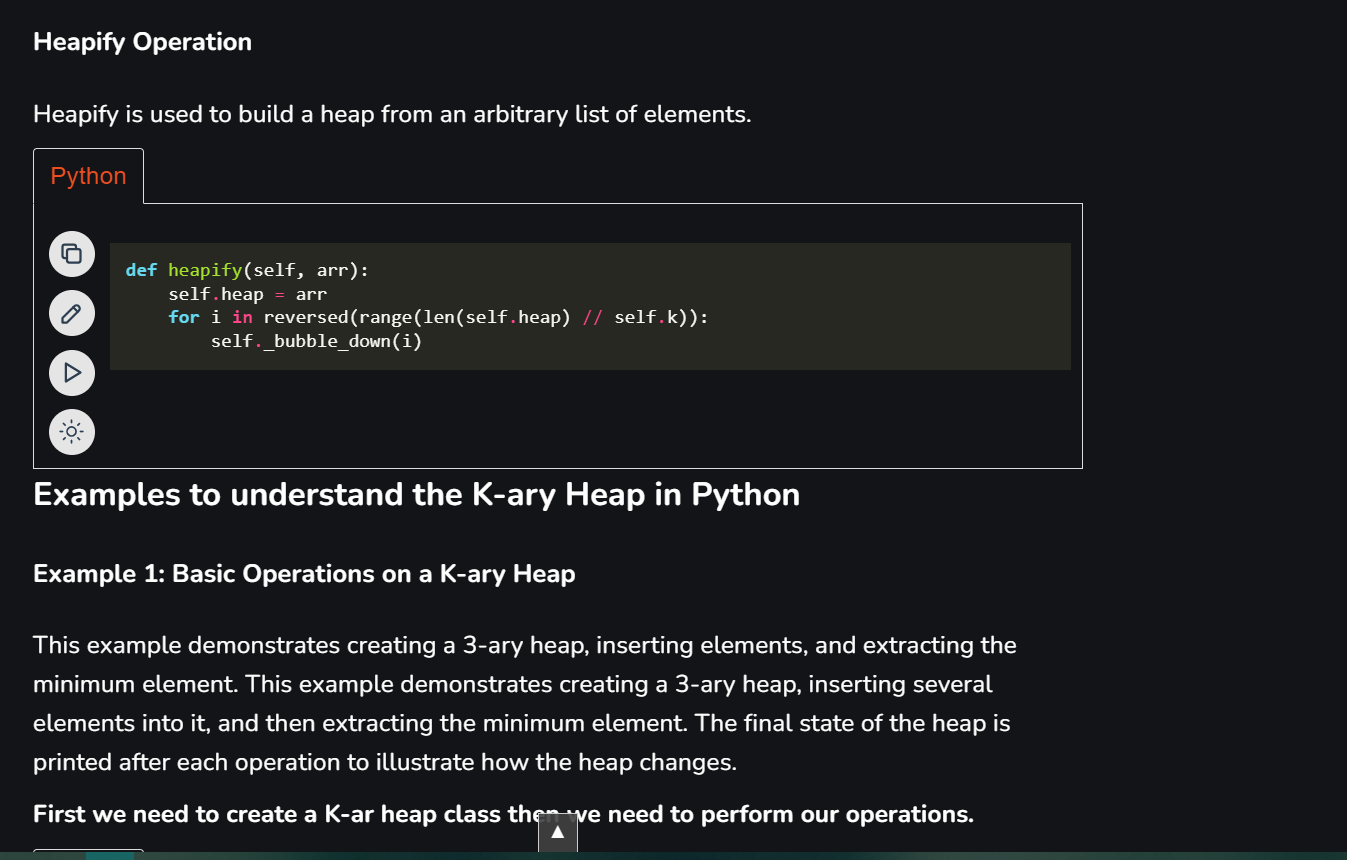 Heapify Operation
Heapify is used to build a heap from an arbitrary list of elements.
Python
def heapify(self, arr):
    self.heap = arr
    for i in reversed(range(len(self.heap) // self.k)):
        self._bubble_down(i)
Examples to understand the K-ary Heap in Python
Example 1: Basic Operations on a K-ary Heap
This example demonstrates creating a 3-ary heap, inserting elements, and extracting the
minimum element. This example demonstrates creating a 3-ary heap, inserting several
elements into it, and then extracting the minimum element. The final state of the heap is
printed after each operation to illustrate how the heap changes.
First we need to create a K-ar heap class then we need to perform our operations.